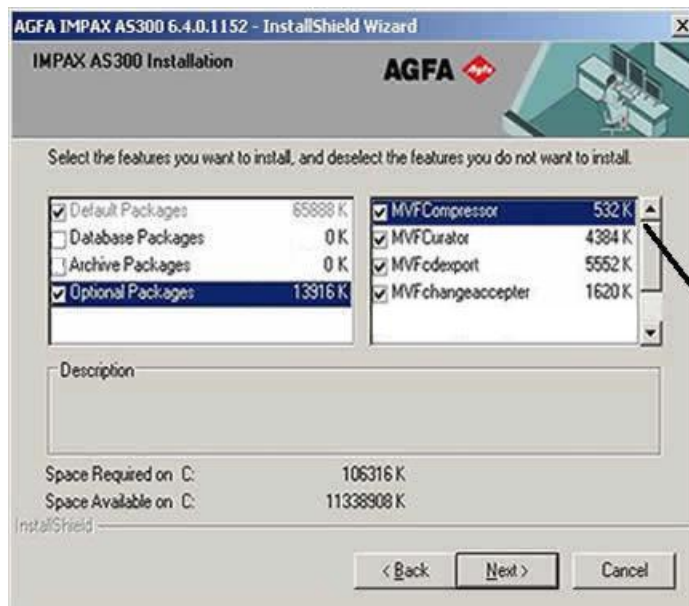 AGFA IMPAX AS300 6.4.0.1152 - InstallShield Wizard
IMPAX AS300 Installation
AGFA Agfa
Select the features you want to install, and deselect the features you do not want to install.
Default Packages 65888 K
Database Packages 0 K
Archive Packages 0 K
Optional Packages 13916 K
MVFCompressor 532 K
MVFCurator 4384 K
MVFcdexport 5552 K
MVFchangeaccepter 1620 K
Description
Space Required on C: 106316 K
Space Available on C: 11338908 K
InstallShield
< Back
Next >
Cancel